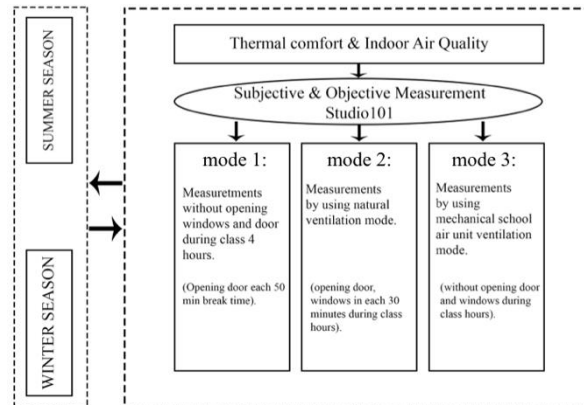 SUMMER SEASON
WINTER SEASON
Thermal comfort & Indoor Air Quality
Subjective & Objective Measurement
Studio101
mode 1:
Measuretments
without opening
windows and door
during class 4
hours.
(Opening door each 50
min break time).
mode 2:
Measurements
by using natural
ventilation mode.
(opening door,
windows in each 30
minutes during class
hours).
mode 3:
Measurements
by using
mechanical school
air unit ventilation
mode.
(without opening door
and windows during
class hours).